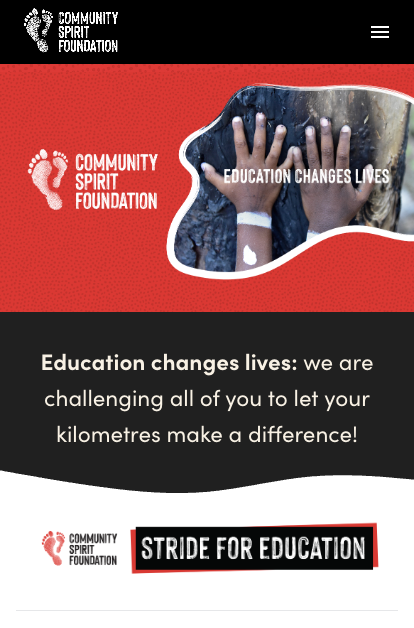 COMMUNITY
SPIRIT
FOUNDATION
COMMUNITY
SPIRIT
FOUNDATION
EDUCATION CHANGES LIVES
Education changes lives: we are
challenging all of you to let your
kilometres make a difference!
COMMUNITY
SPIRIT
FOUNDATION
STRIDE FOR EDUCATION